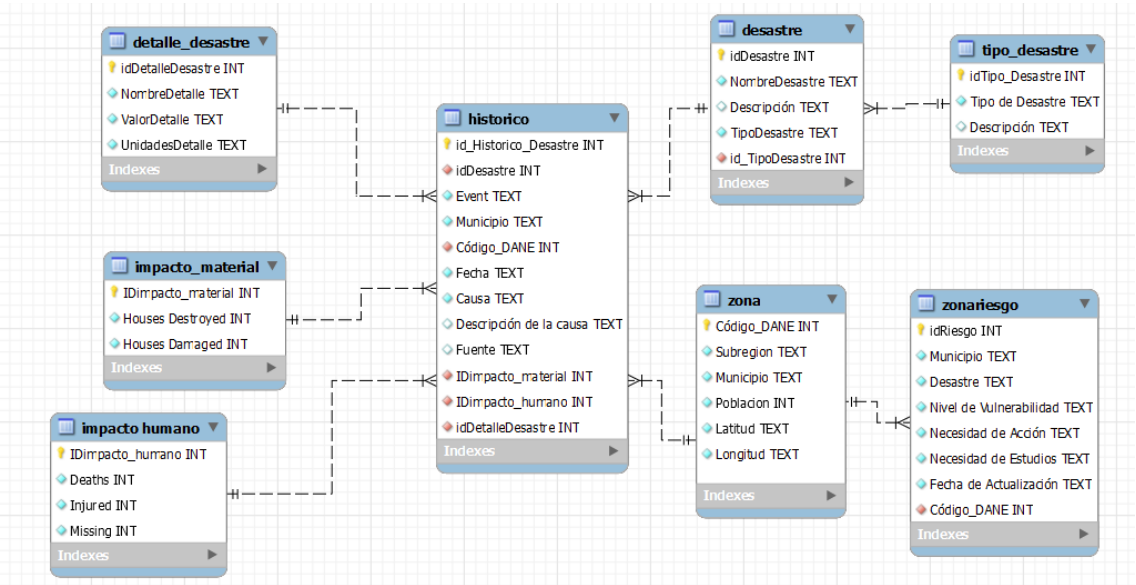 detalle_desastre
idDetalleDesastre INT
NombreDetalle TEXT
ValorDetalle TEXT
UnidadesDetalle TEXT
Indexes
impacto_material
IDimpacto_material INT
Houses Destroyed INT
Houses Damaged INT
Indexes
impacto humano
IDimpacto_humano INT
Deaths INT
Injured INT
Missing INT
Indexes
historico
id_Historico_Desastre INT
idDesastre INT
Event TEXT
Municipio TEXT
Código_DANE INT
Fecha TEXT
Causa TEXT
Descripción de la causa TEXT
Fuente TEXT
IDimpacto_material INT
IDimpacto_humano INT
idDetalleDesastre INT
Indexes
desastre
idDesastre INT
NombreDesastre TEXT
Descripción TEXT
TipoDesastre TEXT
id_TipoDesastre INT
Indexes
tipo_desastre
idTipo_Desastre INT
Tipo de Desastre TEXT
Descripción TEXT
Indexes
zona
Código_DANE INT
Subregion TEXT
Municipio TEXT
Poblacion INT
Latitud TEXT
Longitud TEXT
Indexes
zonariesgo
idRiesgo INT
Municipio TEXT
Desastre TEXT
Nivel de Vulnerabilidad TEXT
Necesidad de Acción TEXT
Necesidad de Estudios TEXT
Fecha de Actualización TEXT
Código_DANE INT
Indexes